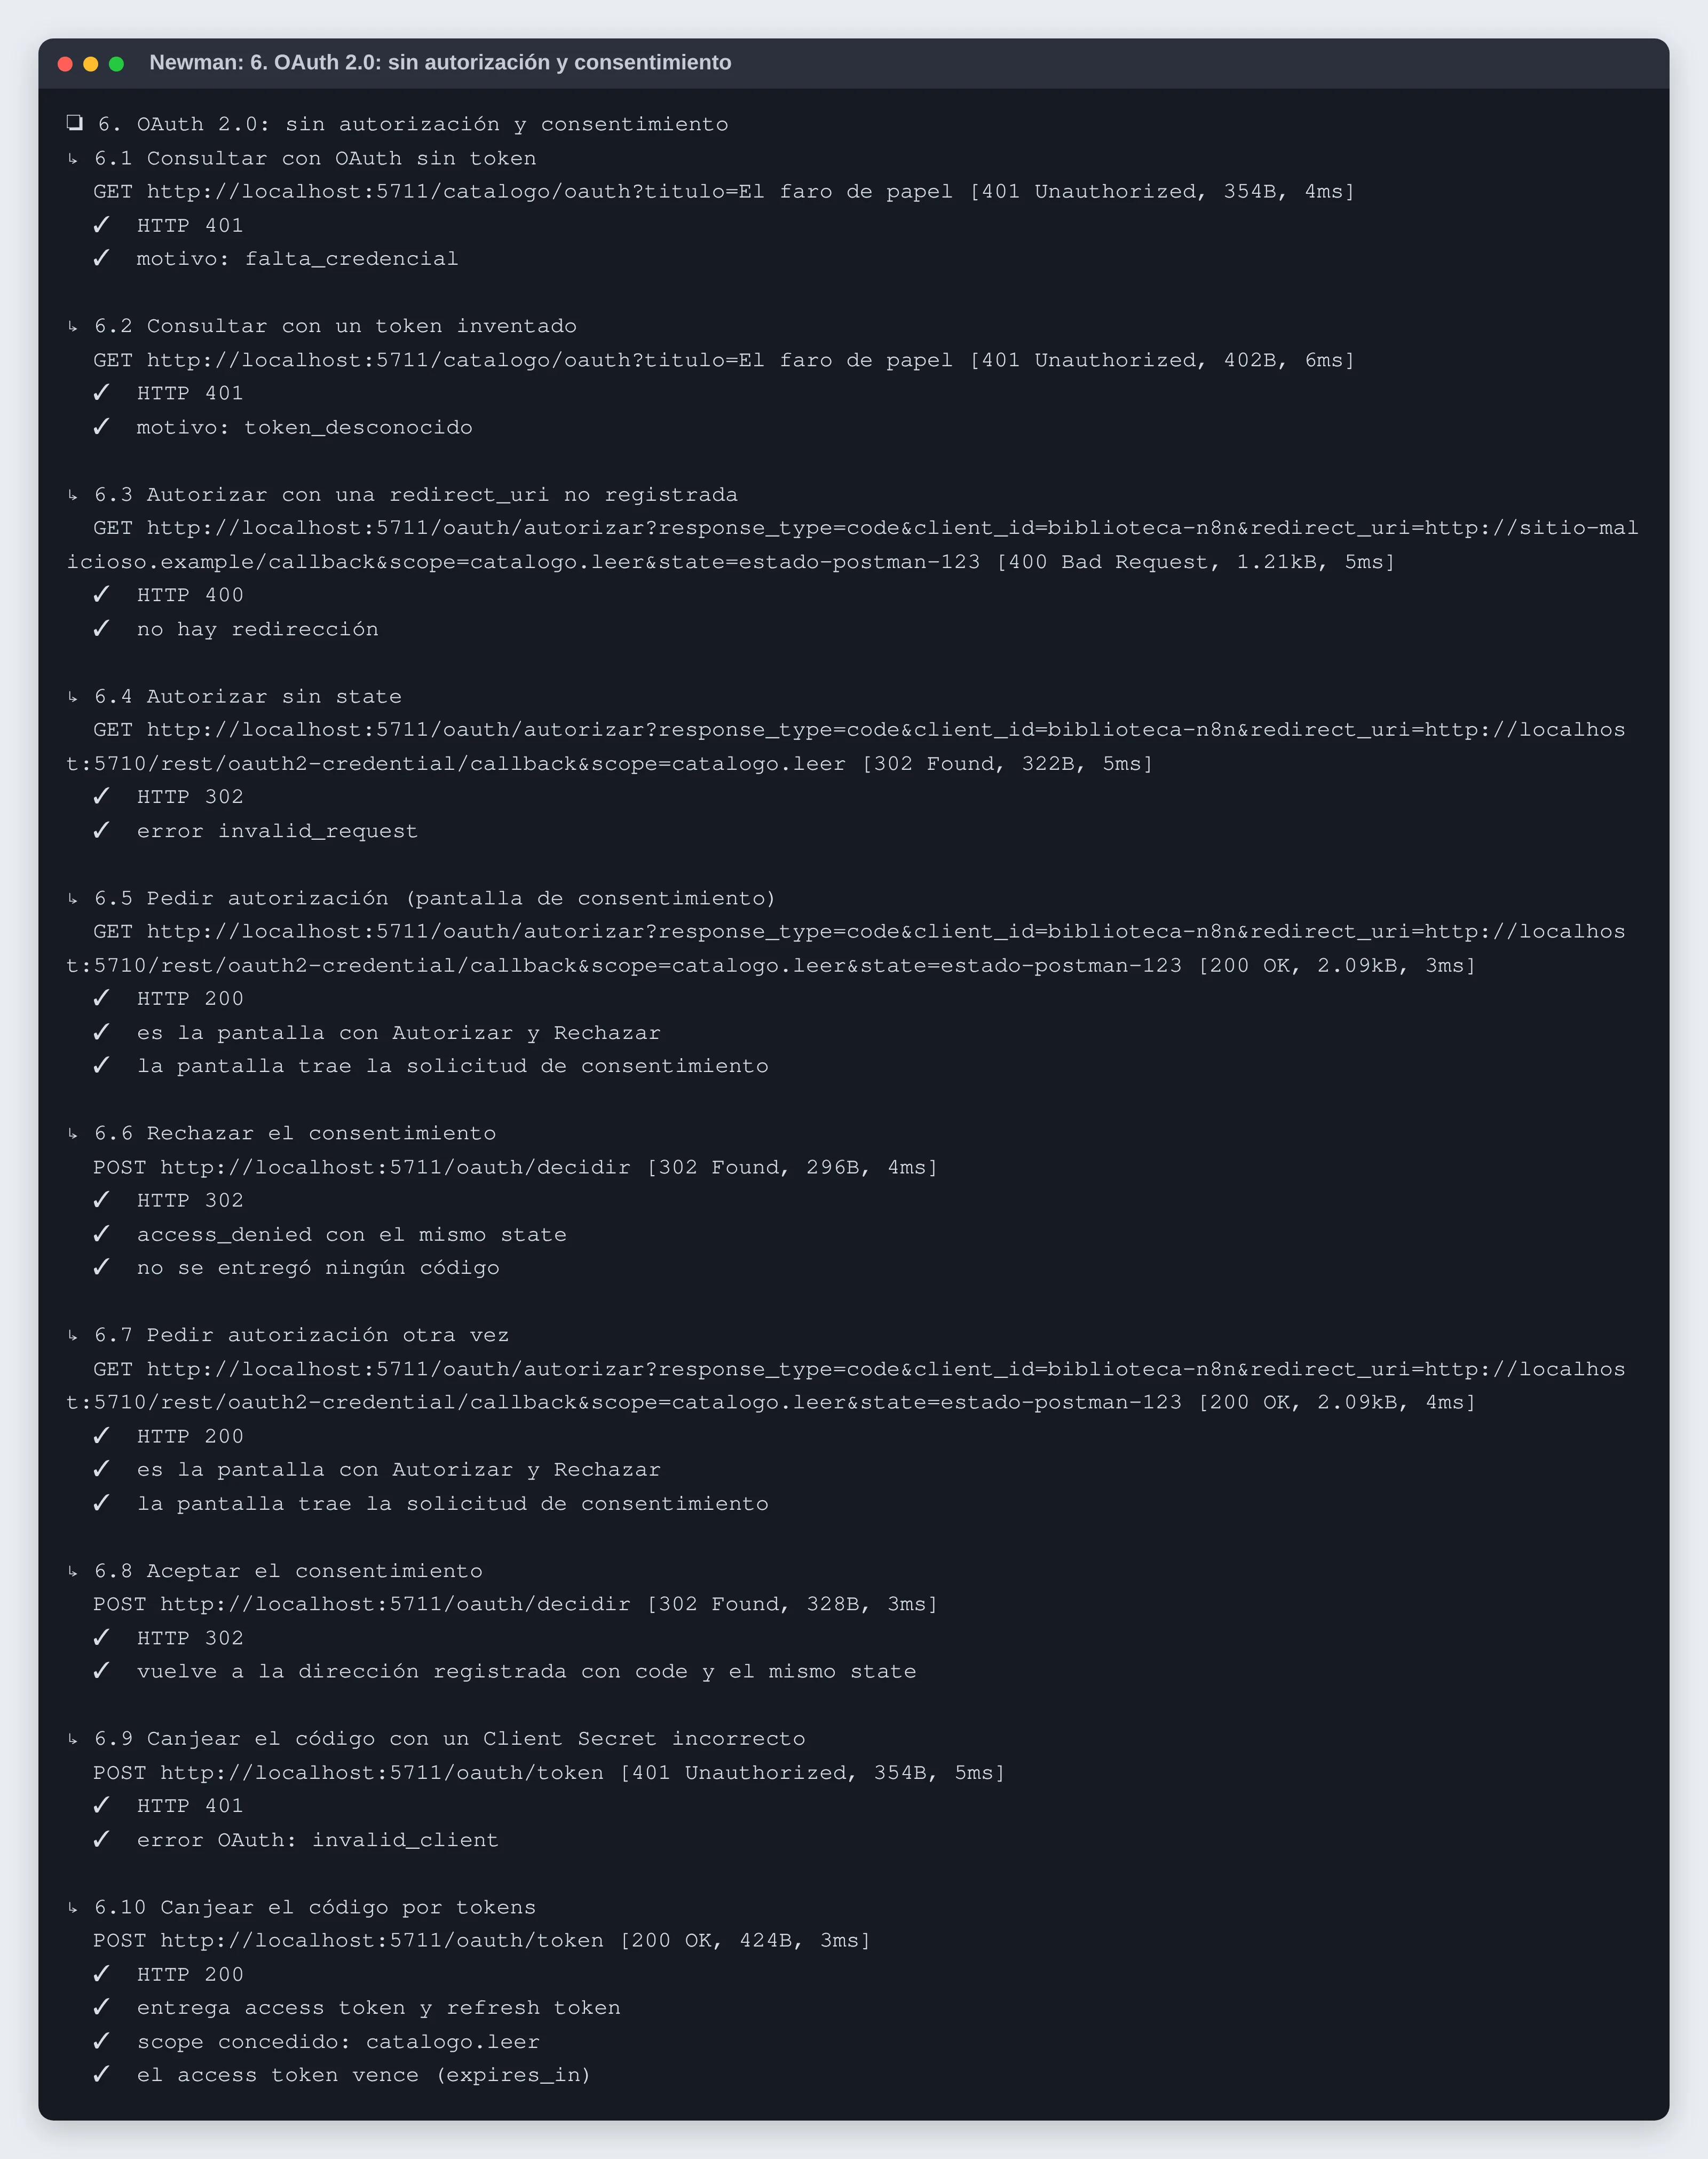 Newman: 6. OAuth 2.0: sin autorización y consentimiento
❏ 6. OAuth 2.0: sin autorización y consentimiento
↳ 6.1 Consultar con OAuth sin token
GET http://localhost:5711/catalogo/oauth?titulo=El faro de papel [401 Unauthorized, 354B, 4ms]
✓ HTTP 401
✓ motivo: falta_credencial
↳ 6.2 Consultar con un token inventado
GET http://localhost:5711/catalogo/oauth?titulo=El faro de papel [401 Unauthorized, 402B, 6ms]
✓ HTTP 401
✓ motivo: token_desconocido
↳ 6.3 Autorizar con una redirect_uri no registrada
GET http://localhost:5711/oauth/autorizar?response_type=code&client_id=biblioteca-n8n&redirect_uri=http://sitio-mal
icioso.example/callback&scope=catalogo.leer&state=estado-postman-123 [400 Bad Request, 1.21kB, 5ms]
✓ HTTP 400
✓ no hay redirección
↳ 6.4 Autorizar sin state
GET http://localhost:5711/oauth/autorizar?response_type=code&client_id=biblioteca-n8n&redirect_uri=http://localhos
t:5710/rest/oauth2-credential/callback&scope=catalogo.leer [302 Found, 322B, 5ms]
✓ HTTP 302
✓ error invalid_request
↳ 6.5 Pedir autorización (pantalla de consentimiento)
GET http://localhost:5711/oauth/autorizar?response_type=code&client_id=biblioteca-n8n&redirect_uri=http://localhos
t:5710/rest/oauth2-credential/callback&scope=catalogo.leer&state=estado-postman-123 [200 OK, 2.09kB, 3ms]
✓ HTTP 200
✓ es la pantalla con Autorizar y Rechazar
✓ la pantalla trae la solicitud de consentimiento
↳ 6.6 Rechazar el consentimiento
POST http://localhost:5711/oauth/decidir [302 Found, 296B, 4ms]
✓ HTTP 302
✓ access_denied con el mismo state
✓ no se entregó ningún código
↳ 6.7 Pedir autorización otra vez
GET http://localhost:5711/oauth/autorizar?response_type=code&client_id=biblioteca-n8n&redirect_uri=http://localhos
t:5710/rest/oauth2-credential/callback&scope=catalogo.leer&state=estado-postman-123 [200 OK, 2.09kB, 4ms]
✓ HTTP 200
✓ es la pantalla con Autorizar y Rechazar
✓ la pantalla trae la solicitud de consentimiento
↳ 6.8 Aceptar el consentimiento
POST http://localhost:5711/oauth/decidir [302 Found, 328B, 3ms]
✓ HTTP 302
✓ vuelve a la dirección registrada con code y el mismo state
↳ 6.9 Canjear el código con un Client Secret incorrecto
POST http://localhost:5711/oauth/token [401 Unauthorized, 354B, 5ms]
✓ HTTP 401
✓ error OAuth: invalid_client
↳ 6.10 Canjear el código por tokens
POST http://localhost:5711/oauth/token [200 OK, 424B, 3ms]
✓ HTTP 200
✓ entrega access token y refresh token
✓ scope concedido: catalogo.leer
✓ el access token vence (expires_in)